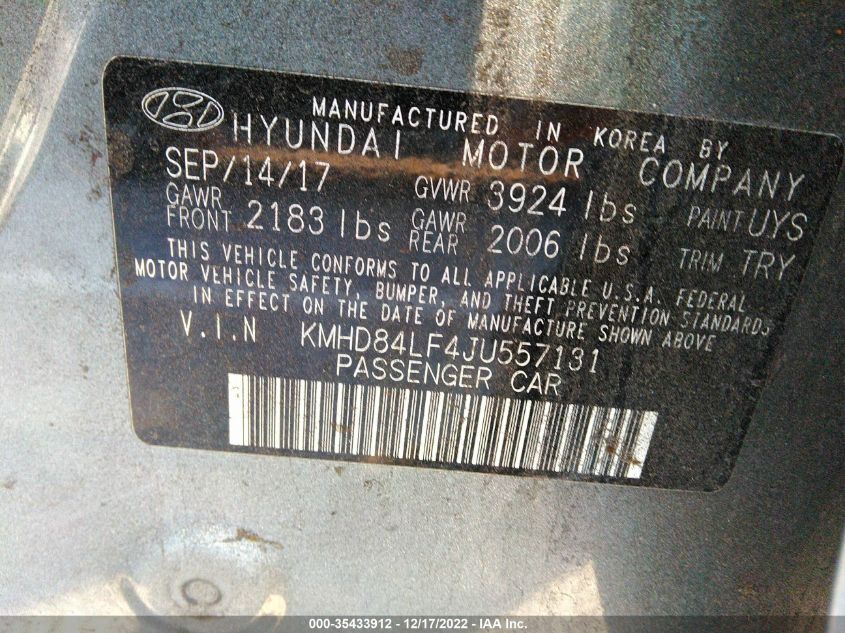 MANUFACTURED IN KOREA BY
HYUNDAI MOTOR COMPANY
SEP/14/17 GVWR 3924 lbs PAINT UYS
GAWR FRONT 2183 lbs GAWR REAR 2006 lbs TRIM TRY
THIS VEHICLE CONFORMS TO ALL APPLICABLE U.S.A. FEDERAL
MOTOR VEHICLE SAFETY, BUMPER, AND THEFT PREVENTION STANDARDS
IN EFFECT ON THE DATE OF MANUFACTURE SHOWN ABOVE
V.I.N KMHD84LF4JU557131
PASSENGER CAR
000-35433912 - 12/17/2022 - IAA Inc.